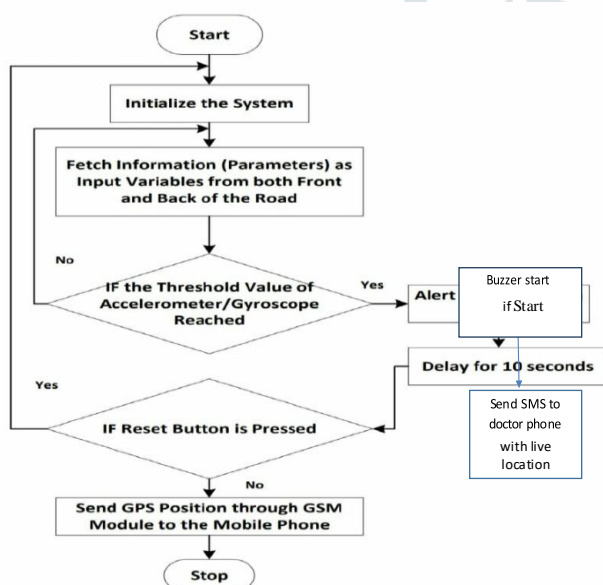 Start
Initialize the System
Fetch Information (Parameters) as
Input Variables from both Front
and Back of the Road
No
IF the Threshold Value of
Accelerometer/Gyroscope
Reached
Yes
Alert
Buzzer start
if Start
Delay for 10 seconds
Send SMS to
doctor phone
with live
location
Yes
IF Reset Button is Pressed
No
Send GPS Position through GSM
Module to the Mobile Phone
Stop